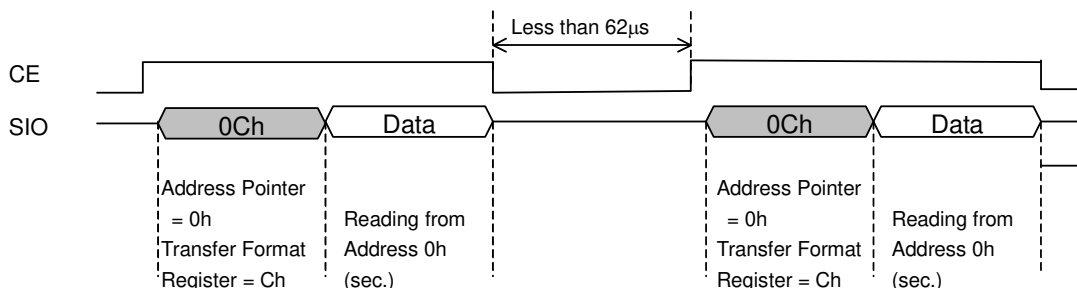 Less than 62μs
CE
SIO
0Ch
Data
0Ch
Data
Address Pointer
= 0h
Transfer Format
Register = Ch
Reading from
Address 0h
(sec.)
Address Pointer
= 0h
Transfer Format
Register = Ch
Reading from
Address 0h
(sec.)